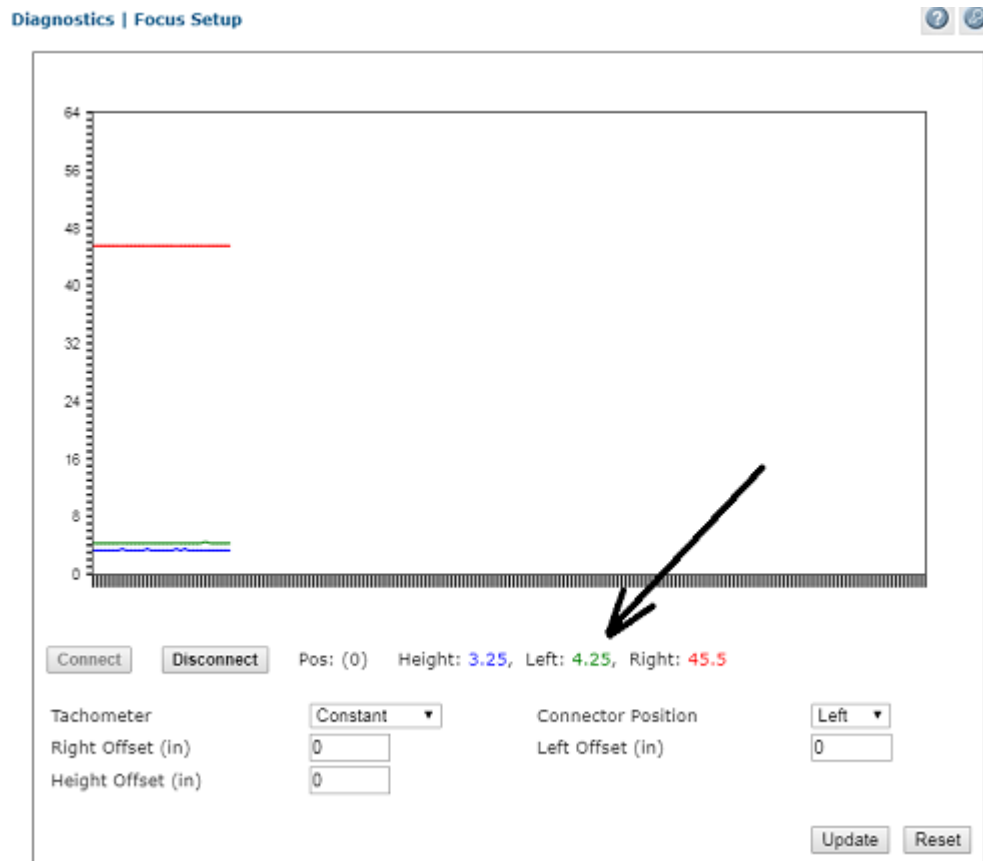 Diagnostics | Focus Setup
64
56
48
40
32
24
16
8
0
Connect Disconnect Pos: (0) Height: 3.25, Left: 4.25, Right: 45.5
Tachometer Constant Connector Position Left
Right Offset (in) 0 Left Offset (in) 0
Height Offset (in) 0
Update Reset